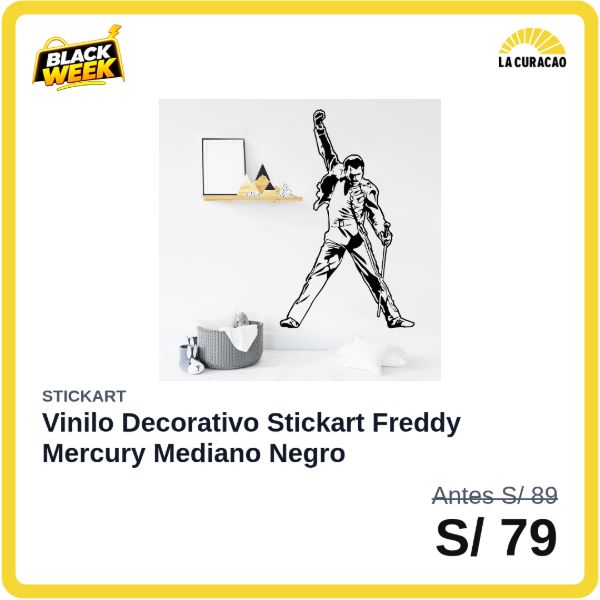 BLACK
WEEK
LA CURACAO
STICKART
Vinilo Decorativo Stickart Freddy
Mercury Mediano Negro
Antes S/ 89
S/ 79